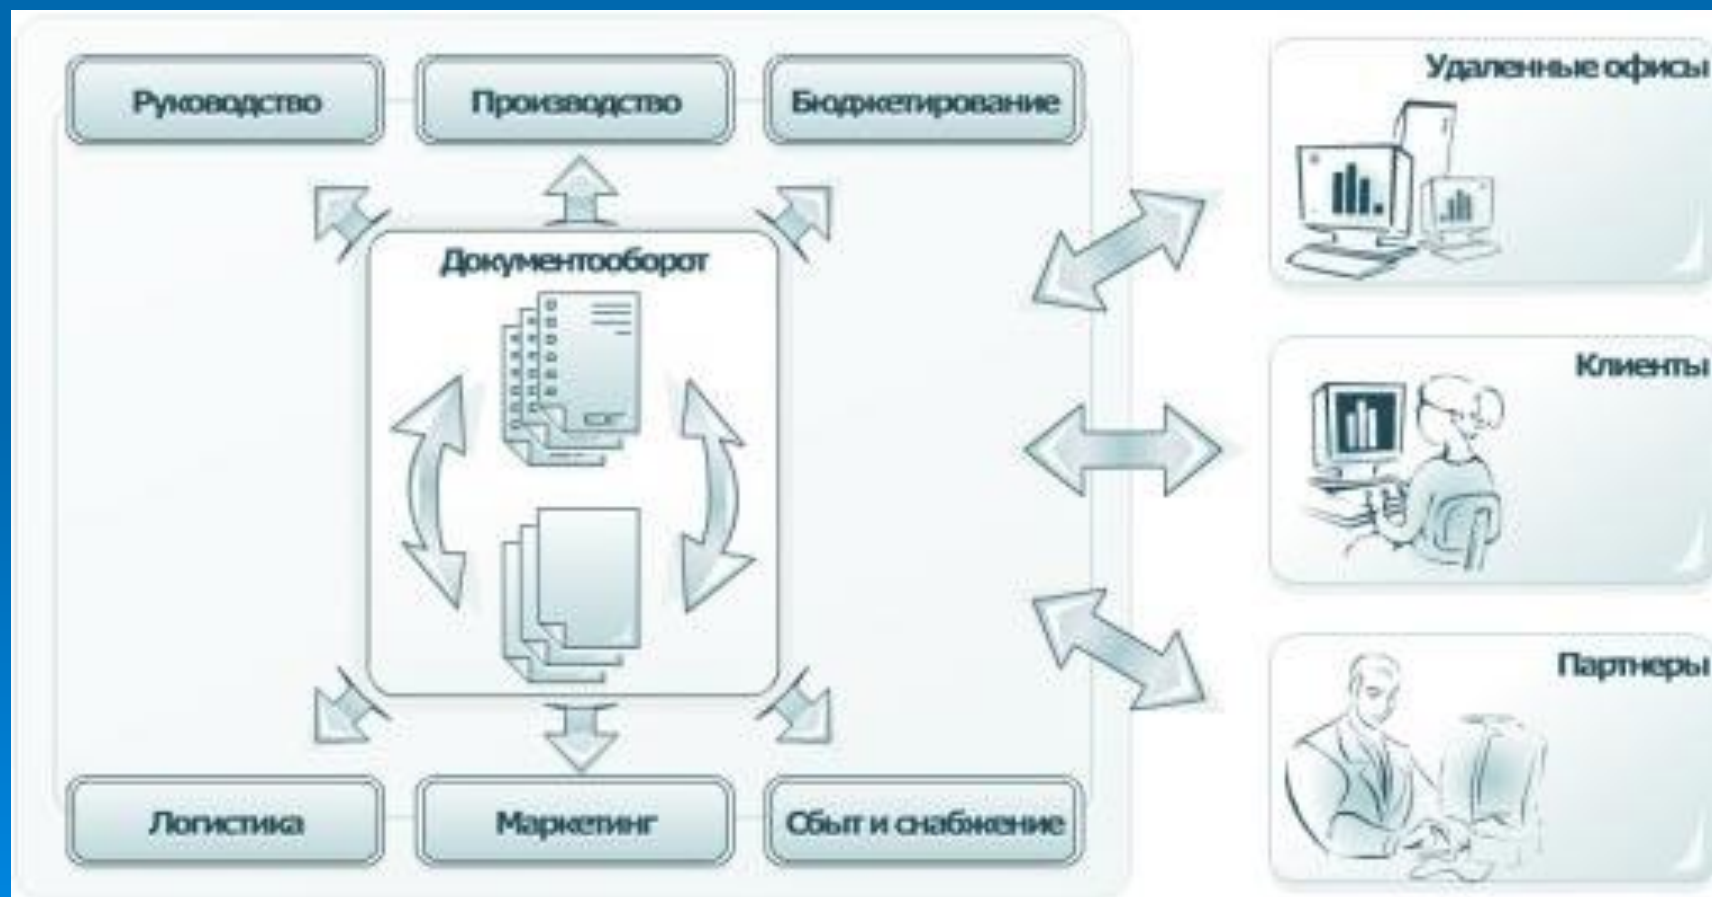 Руководство
Производство
Бюджетирование
Документооборот
Логистика
Маркетинг
Сбыт и снабжение
Удаленные офисы
Клиенты
Партнеры